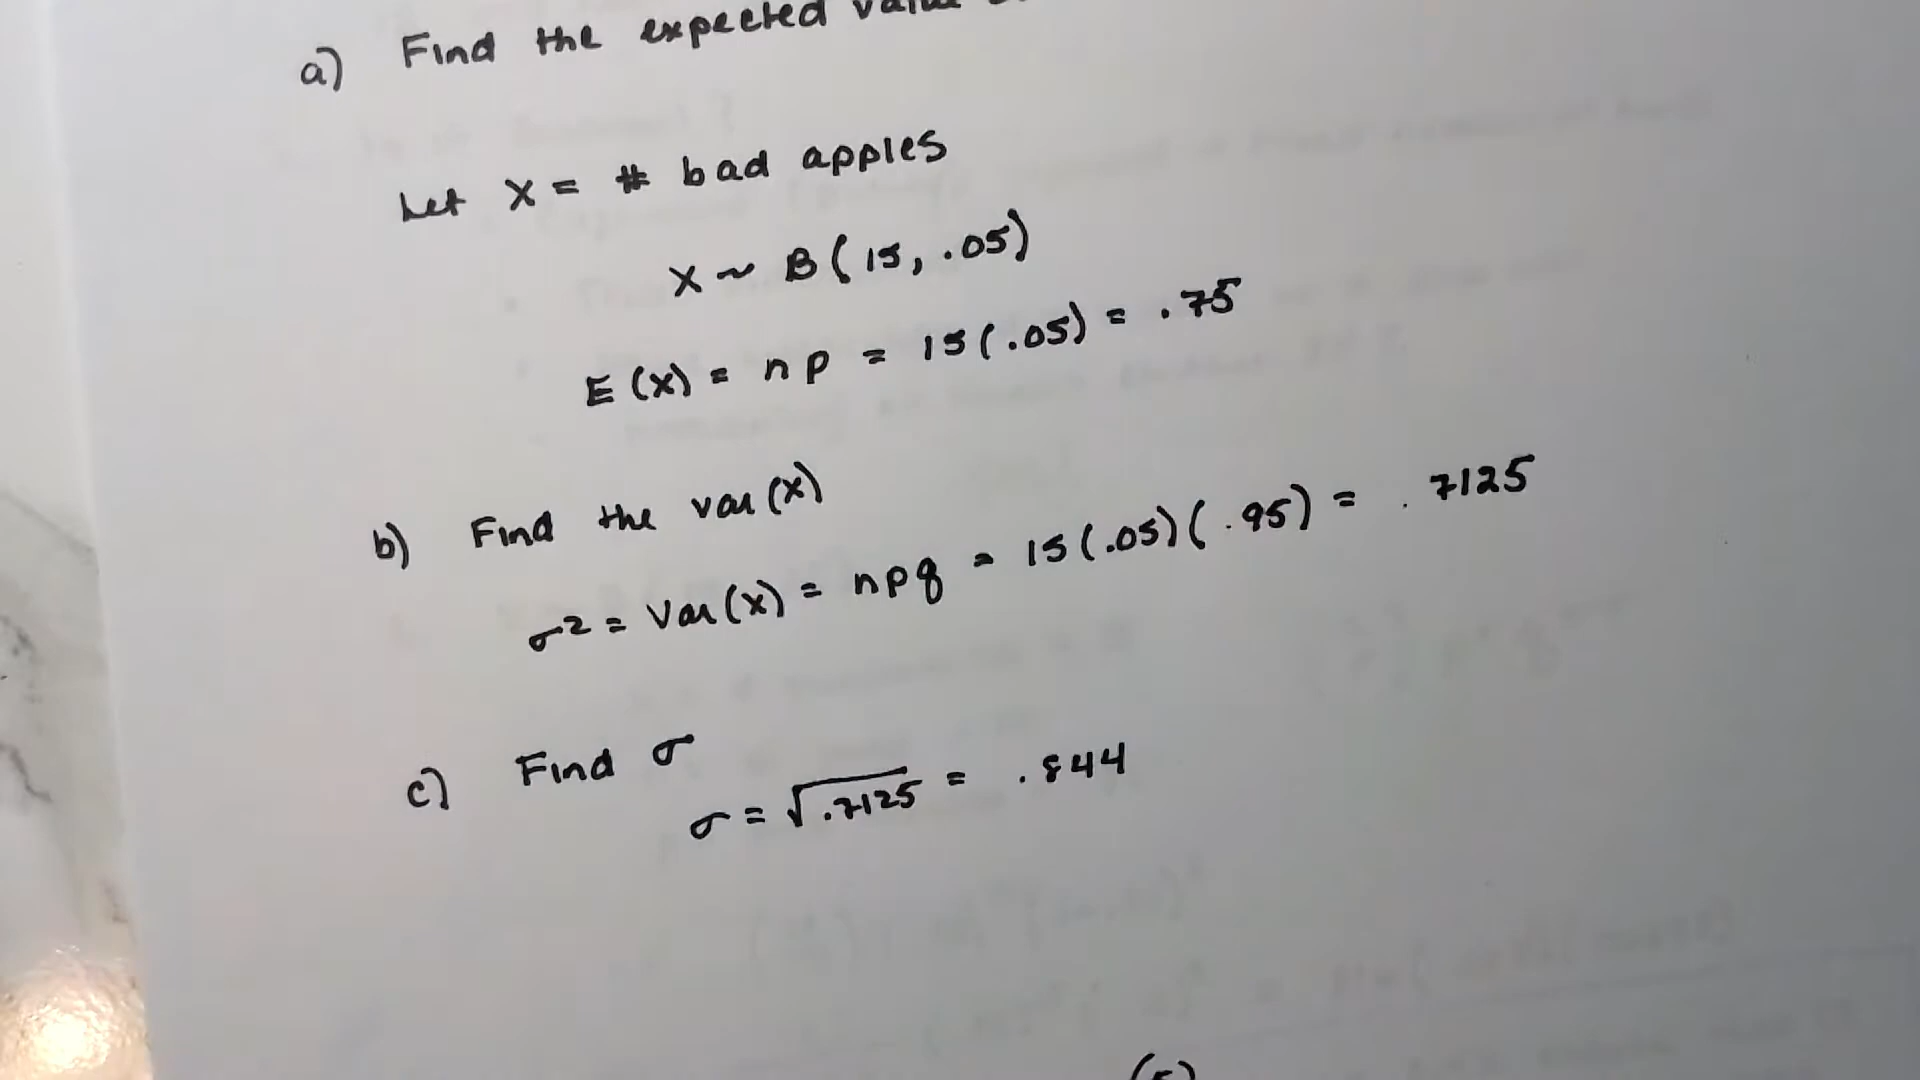 a) Find the expected value
Let X = # bad apples
X ~ B(15, .05)
E(X) = np = 15(.05) = .75
b) Find the var(X)
σ² = Var(X) = npq = 15(.05)(.95) = .7125
c) Find σ
σ = √.7125 = .844